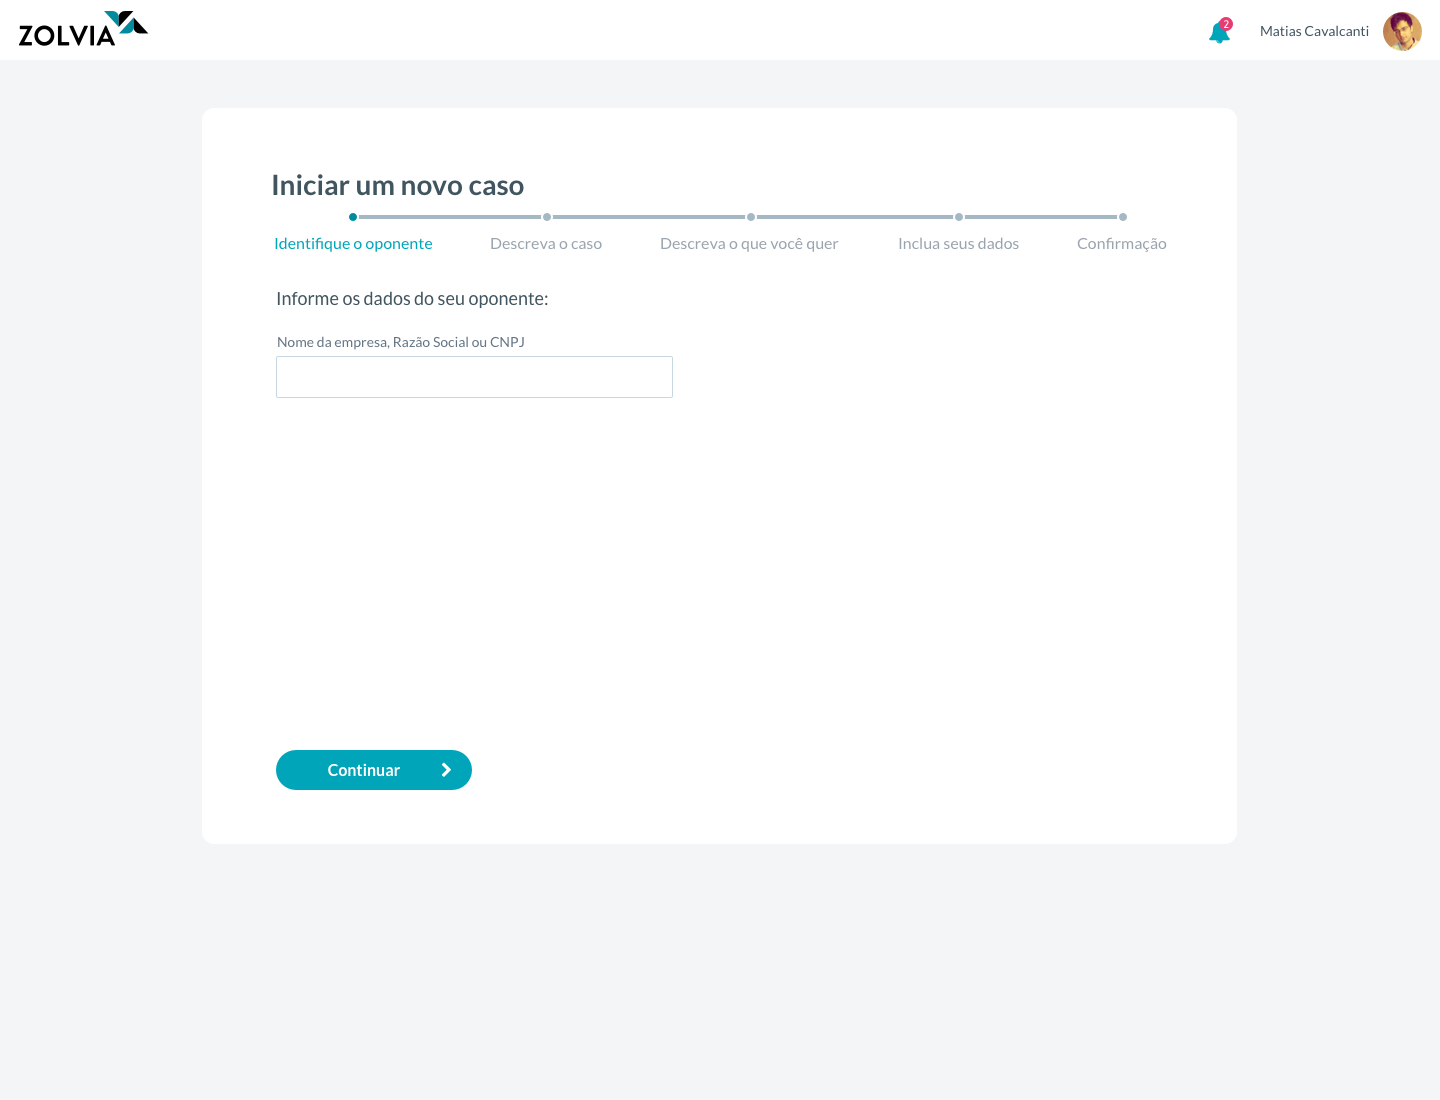 ZOLVIA
2
Matias Cavalcanti
Iniciar um novo caso
Identifique o oponente
Descreva o caso
Descreva o que você quer
Inclua seus dados
Confirmação
Informe os dados do seu oponente:
Nome da empresa, Razão Social ou CNPJ
Continuar